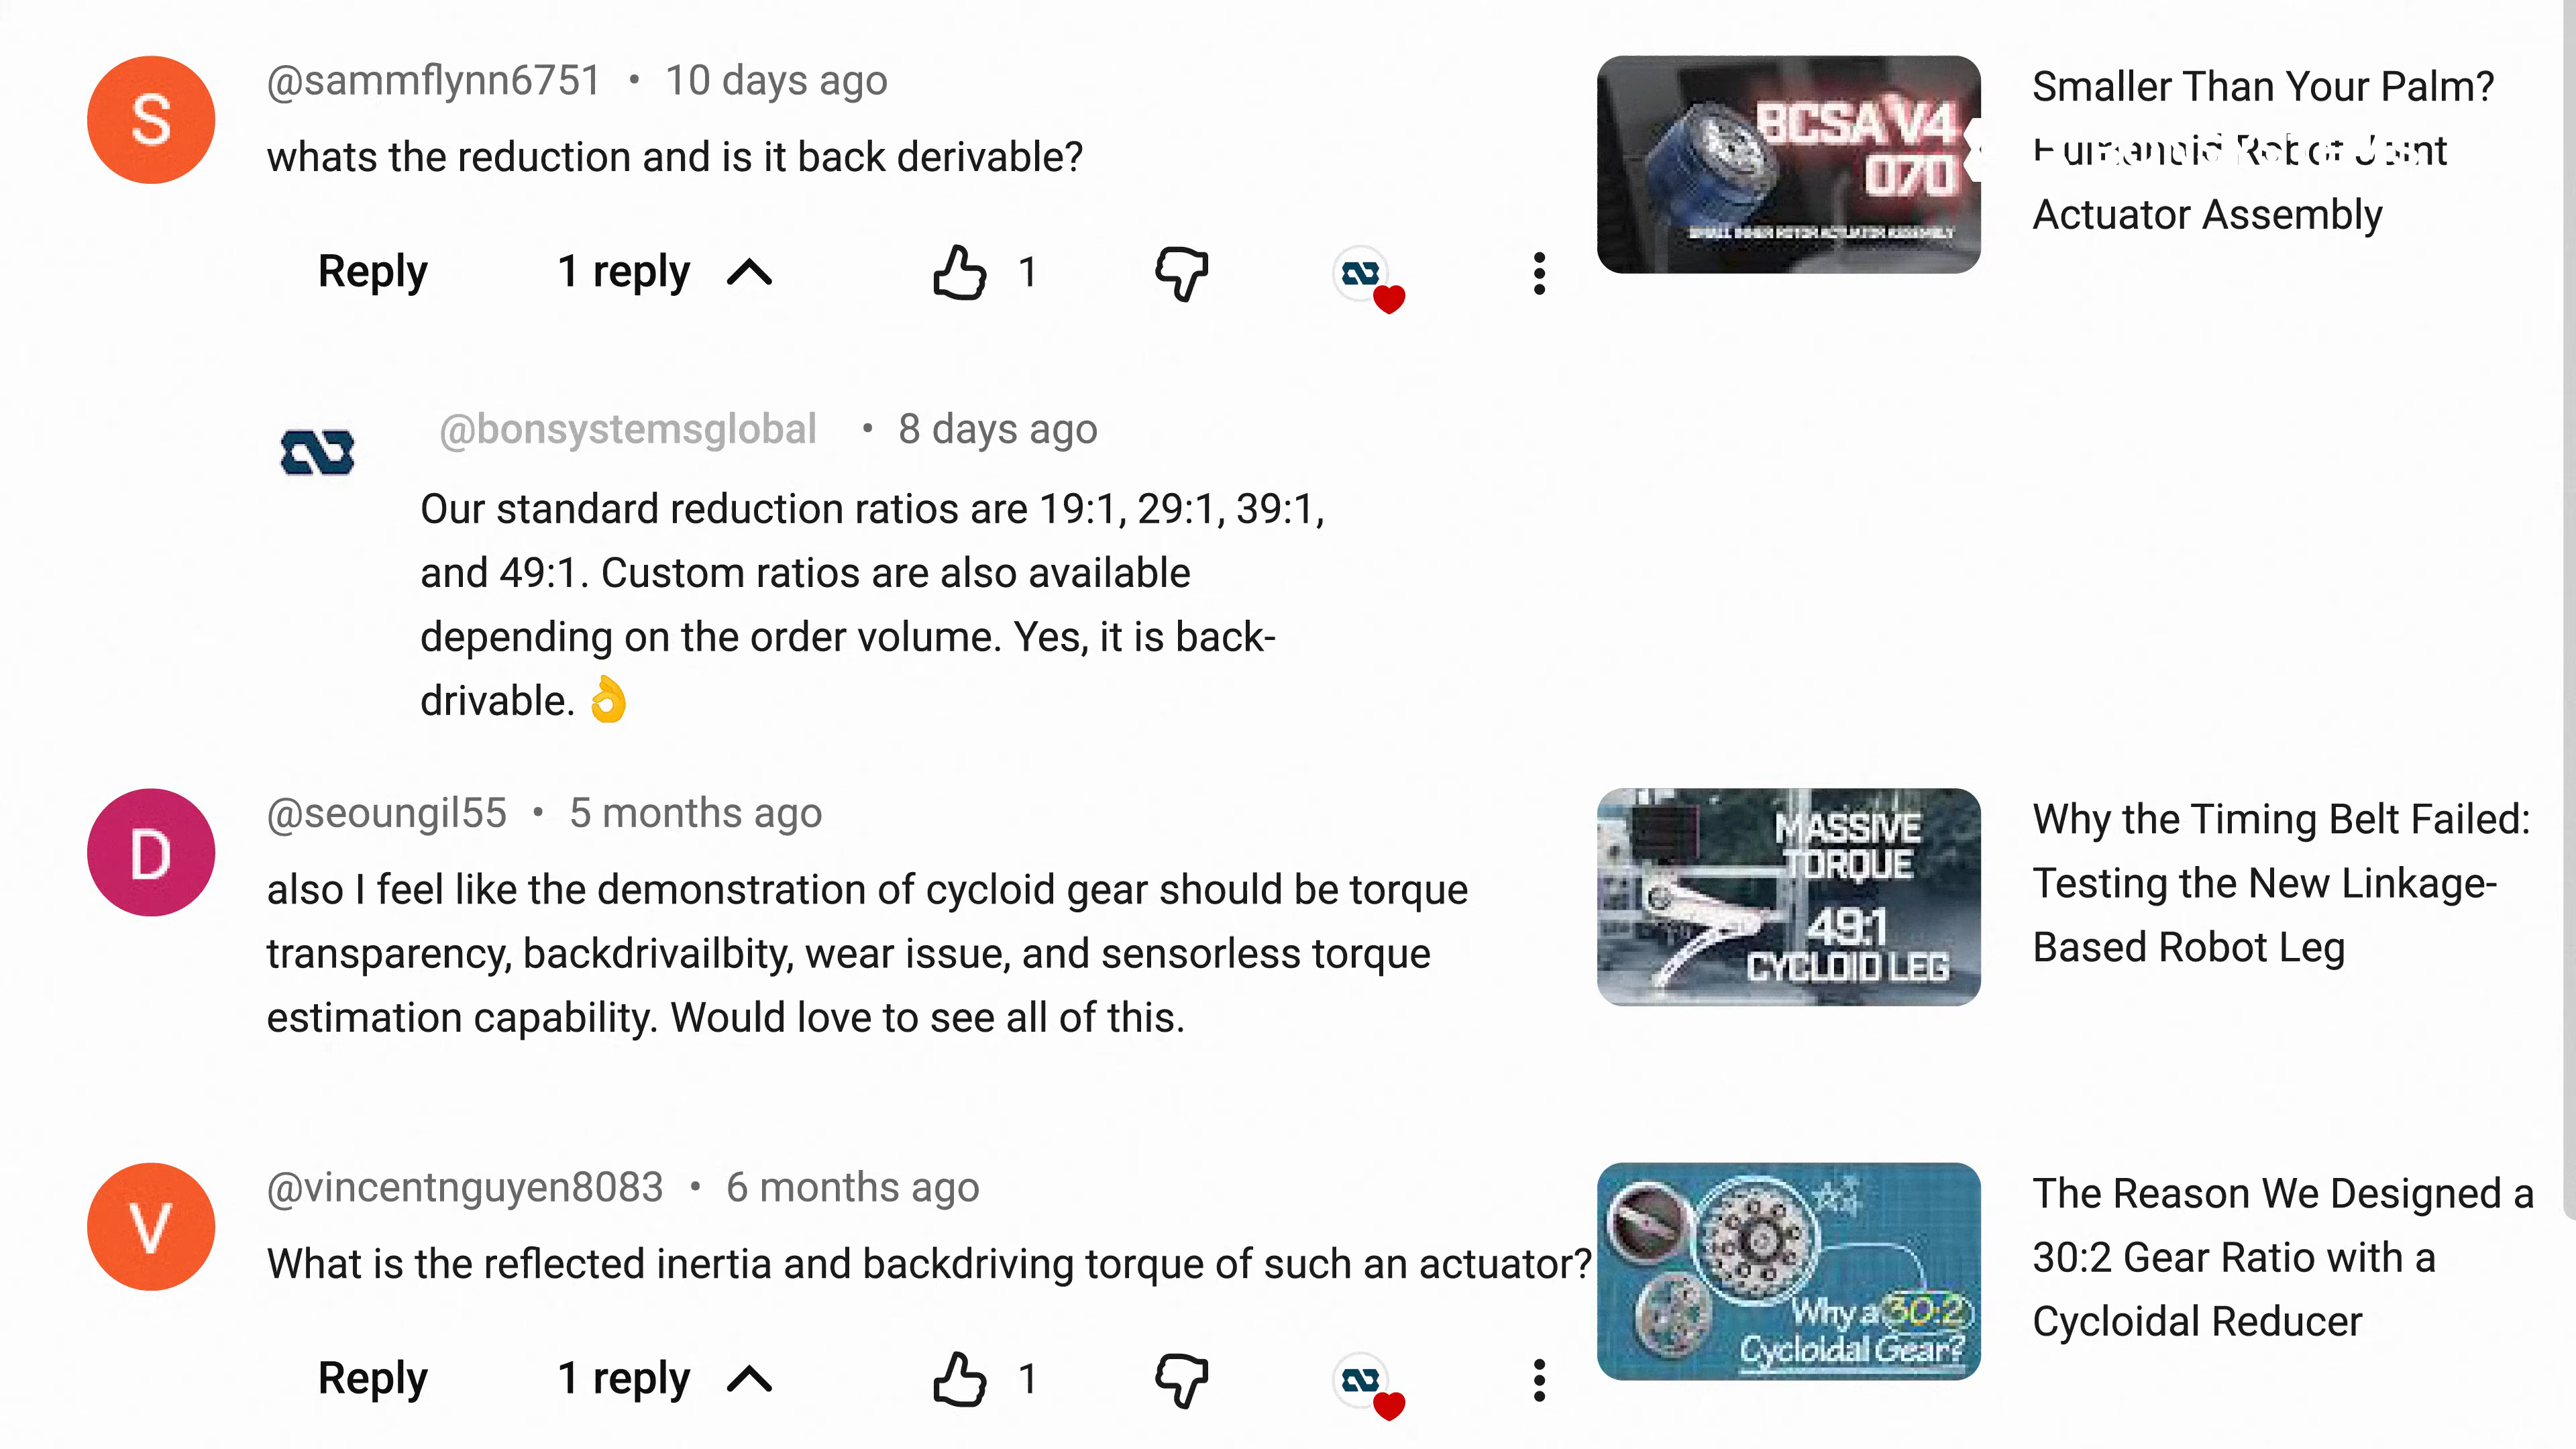 S
@sammflynn6751 • 10 days ago
whats the reduction and is it back derivable?
Reply 1 reply 1
BCSA V4
070
SMALL INNER ROTOR ACTUATOR ASSEMBLY
Smaller Than Your Palm?
Robot
Actuator Assembly
@bonsystemsglobal • 8 days ago
Our standard reduction ratios are 19:1, 29:1, 39:1,
and 49:1. Custom ratios are also available
depending on the order volume. Yes, it is back-
drivable. 👌
D
@seoungil55 • 5 months ago
also I feel like the demonstration of cycloid gear should be torque
transparency, backdrivailbity, wear issue, and sensorless torque
estimation capability. Would love to see all of this.
MASSIVE
TORQUE
49:1
CYCLOID LEG
Why the Timing Belt Failed:
Testing the New Linkage-
Based Robot Leg
V
@vincentnguyen8083 • 6 months ago
What is the reflected inertia and backdriving torque of such an actuator?
Reply 1 reply 1
Why a 30:2
Cycloidal Gear?
The Reason We Designed a
30:2 Gear Ratio with a
Cycloidal Reducer